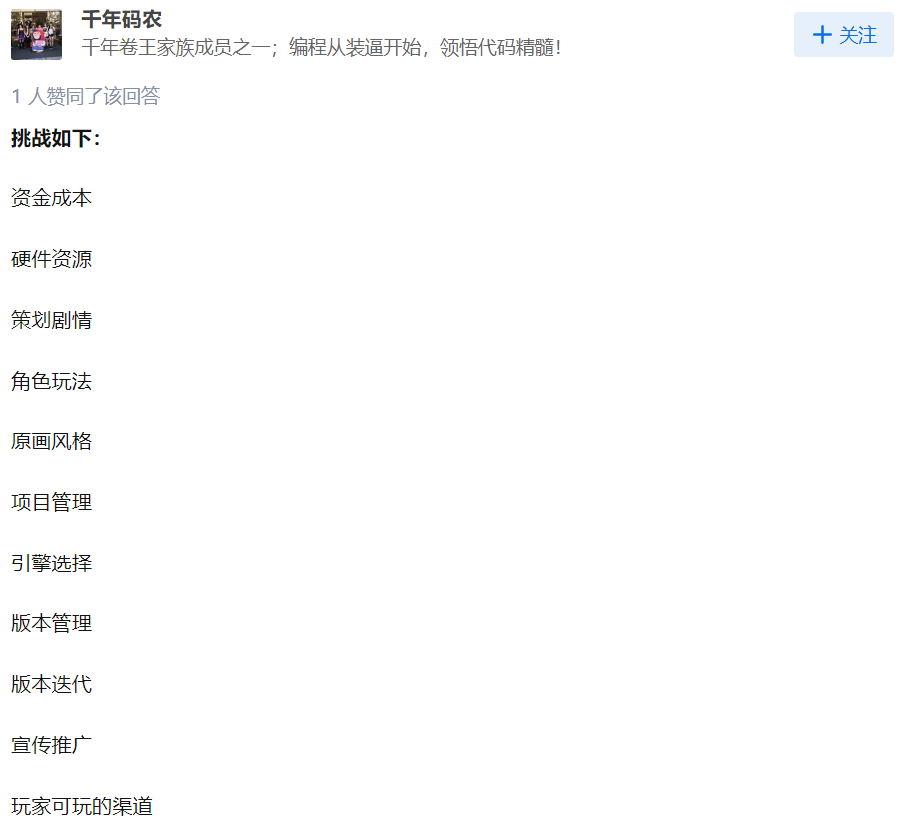 千年码农
千年卷王家族成员之一；编程从装逼开始，领悟代码精髓！
关注
1 人赞同了该回答
挑战如下：
资金成本
硬件资源
策划剧情
角色玩法
原画风格
项目管理
引擎选择
版本管理
版本迭代
宣传推广
玩家可玩的渠道